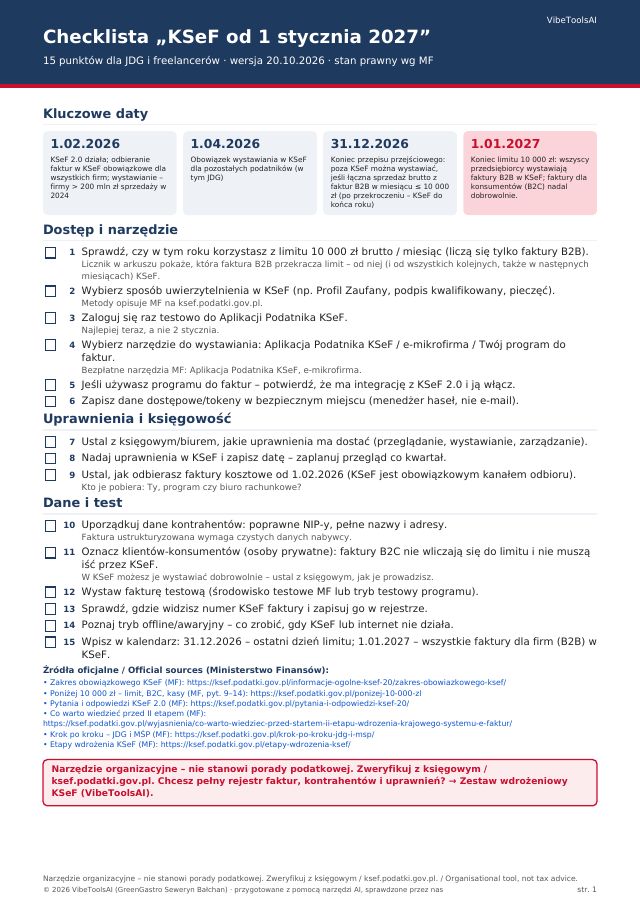 VibeToolsAI
Checklista „KSeF od 1 stycznia 2027”
15 punktów dla JDG i freelancerów · wersja 20.10.2026 · stan prawny wg MF
Kluczowe daty
1.02.2026
KSeF 2.0 działa; odbieranie
faktur w KSeF obowiązkowe dla
wszystkich firm; wystawianie –
firmy > 200 mln zł sprzedaży w
2024
1.04.2026
Obowiązek wystawiania w KSeF
dla pozostałych podatników (w
tym JDG)
31.12.2026
Koniec przepisu przejściowego:
poza KSeF można wystawiać,
jeśli łączna sprzedaż brutto z
faktur B2B w miesiącu ≤ 10 000
zł (po przekroczeniu – KSeF do
końca roku)
1.01.2027
Koniec limitu 10 000 zł: wszyscy
przedsiębiorcy wystawiają
faktury B2B w KSeF; faktury dla
konsumentów (B2C) nadal
dobrowolnie.
Dostęp i narzędzie
1 Sprawdź, czy w tym roku korzystasz z limitu 10 000 zł brutto / miesiąc (liczą się tylko faktury B2B).
Licznik w arkuszu pokaże, która faktura B2B przekracza limit – od niej (i od wszystkich kolejnych, także w następnych
miesiącach) KSeF.
2 Wybierz sposób uwierzytelnienia w KSeF (np. Profil Zaufany, podpis kwalifikowany, pieczęć).
Metody opisuje MF na ksef.podatki.gov.pl.
3 Zaloguj się raz testowo do Aplikacji Podatnika KSeF.
Najlepiej teraz, a nie 2 stycznia.
4 Wybierz narzędzie do wystawiania: Aplikacja Podatnika KSeF / e-mikrofirma / Twój program do
faktur.
Bezpłatne narzędzia MF: Aplikacja Podatnika KSeF, e-mikrofirma.
5 Jeśli używasz programu do faktur – potwierdź, że ma integrację z KSeF 2.0 i ją włącz.
6 Zapisz dane dostępowe/tokeny w bezpiecznym miejscu (menedżer haseł, nie e-mail).
Uprawnienia i księgowość
7 Ustal z księgowym/biurem, jakie uprawnienia ma dostać (przeglądanie, wystawianie, zarządzanie).
8 Nadaj uprawnienia w KSeF i zapisz datę – zaplanuj przegląd co kwartał.
9 Ustal, jak odbierasz faktury kosztowe od 1.02.2026 (KSeF jest obowiązkowym kanałem odbioru).
Kto je pobiera: Ty, program czy biuro rachunkowe?
Dane i test
10 Uporządkuj dane kontrahentów: poprawne NIP-y, pełne nazwy i adresy.
Faktura ustrukturyzowana wymaga czystych danych nabywcy.
11 Oznacz klientów-konsumentów (osoby prywatne): faktury B2C nie wliczają się do limitu i nie muszą
iść przez KSeF.
W KSeF możesz je wystawiać dobrowolnie – ustal z księgowym, jak je prowadzisz.
12 Wystaw fakturę testową (środowisko testowe MF lub tryb testowy programu).
13 Sprawdź, gdzie widzisz numer KSeF faktury i zapisuj go w rejestrze.
14 Poznaj tryb offline/awaryjny – co zrobić, gdy KSeF lub internet nie działa.
15 Wpisz w kalendarz: 31.12.2026 – ostatni dzień limitu; 1.01.2027 – wszystkie faktury dla firm (B2B) w
KSeF.
Źródła oficjalne / Official sources (Ministerstwo Finansów):
• Zakres obowiązkowego KSeF (MF): https://ksef.podatki.gov.pl/informacje-ogolne-ksef-20/zakres-obowiazkowego-ksef/
• Poniżej 10 000 zł – limit, B2C, kasy (MF, pyt. 9–14): https://ksef.podatki.gov.pl/ponizej-10-000-zl
• Pytania i odpowiedzi KSeF 2.0 (MF): https://ksef.podatki.gov.pl/pytania-i-odpowiedzi-ksef-20/
• Co warto wiedzieć przed II etapem (MF):
https://ksef.podatki.gov.pl/wyjasnienia/co-warto-wiedziec-przed-startem-ii-etapu-wdrozenia-krajowego-systemu-e-faktur/
• Krok po kroku – JDG i MŚP (MF): https://ksef.podatki.gov.pl/krok-po-kroku-jdg-i-msp/
• Etapy wdrożenia KSeF (MF): https://ksef.podatki.gov.pl/etapy-wdrozenia-ksef/
Narzędzie organizacyjne – nie stanowi porady podatkowej. Zweryfikuj z księgowym /
ksef.podatki.gov.pl. Chcesz pełny rejestr faktur, kontrahentów i uprawnień? → Zestaw wdrożeniowy
KSeF (VibeToolsAI).
Narzędzie organizacyjne – nie stanowi porady podatkowej. Zweryfikuj z księgowym / ksef.podatki.gov.pl. / Organisational tool, not tax advice.
© 2026 VibeToolsAI (GreenGastro Seweryn Bałchan) · przygotowane z pomocą narzędzi AI, sprawdzone przez nas
str. 1